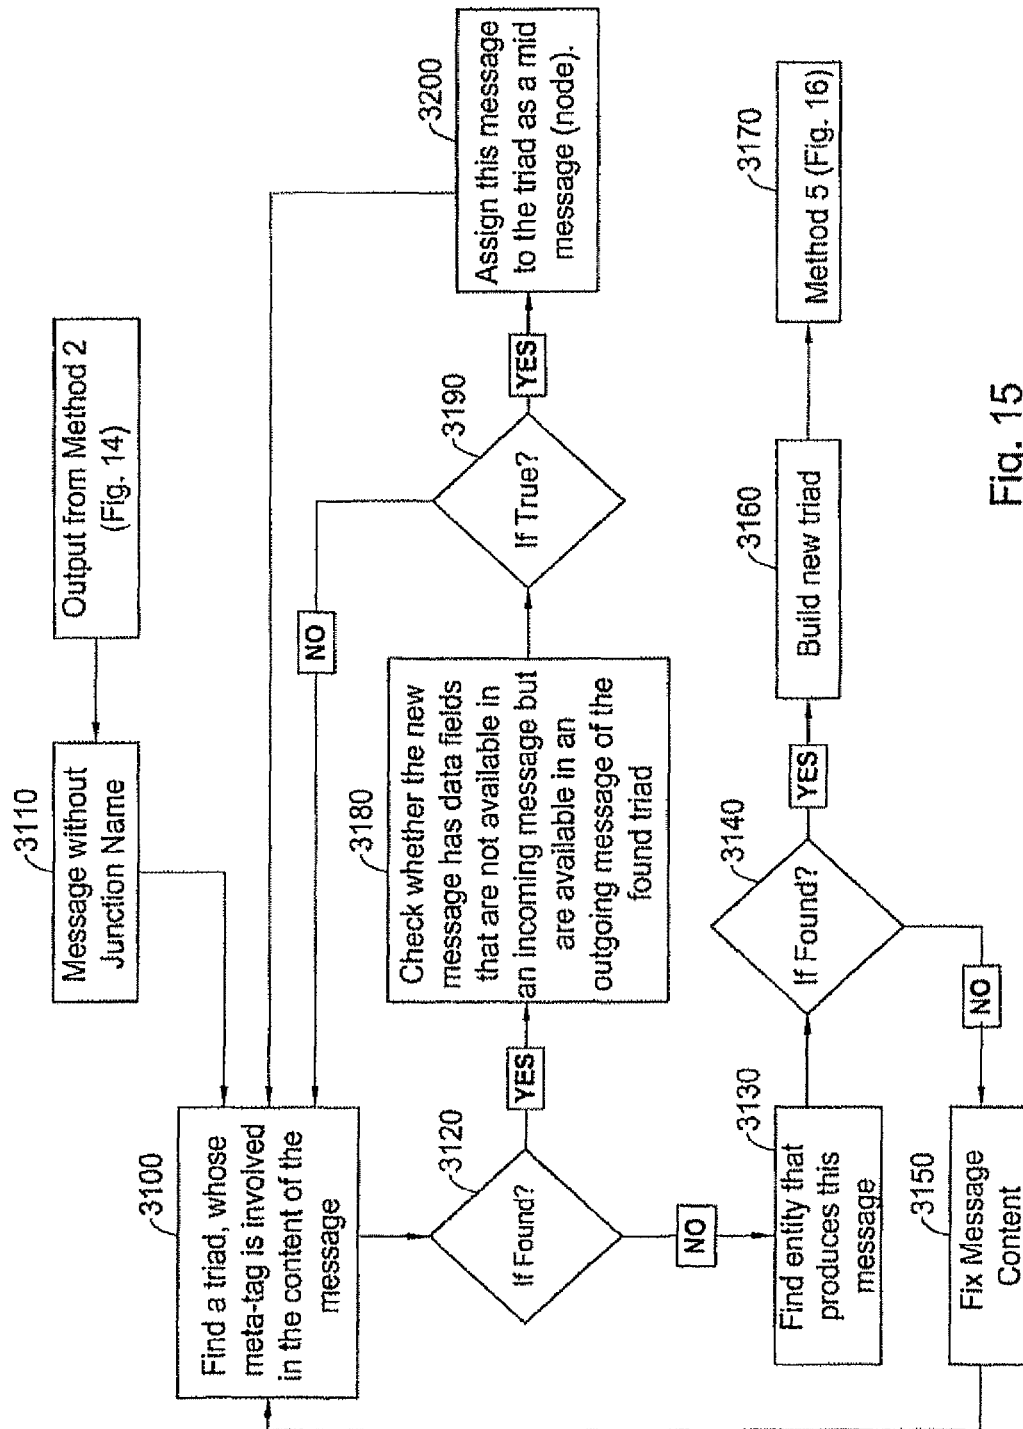 Output from Method 2
(Fig. 14)
3110
Message without
Junction Name
3100
Find a triad, whose
meta-tag is involved
in the content of the
message
3120
If Found?
YES
3180
Check whether the new
message has data fields
that are not available in
an incoming message but
are available in an
outgoing message of the
found triad
3190
If True?
NO
YES
3200
Assign this message
to the triad as a mid
message (node).
NO
3130
Find entity that
produces this
message
3140
If Found?
YES
3160
Build new triad
3170
Method 5 (Fig. 16)
NO
3150
Fix Message
Content
Fig. 15